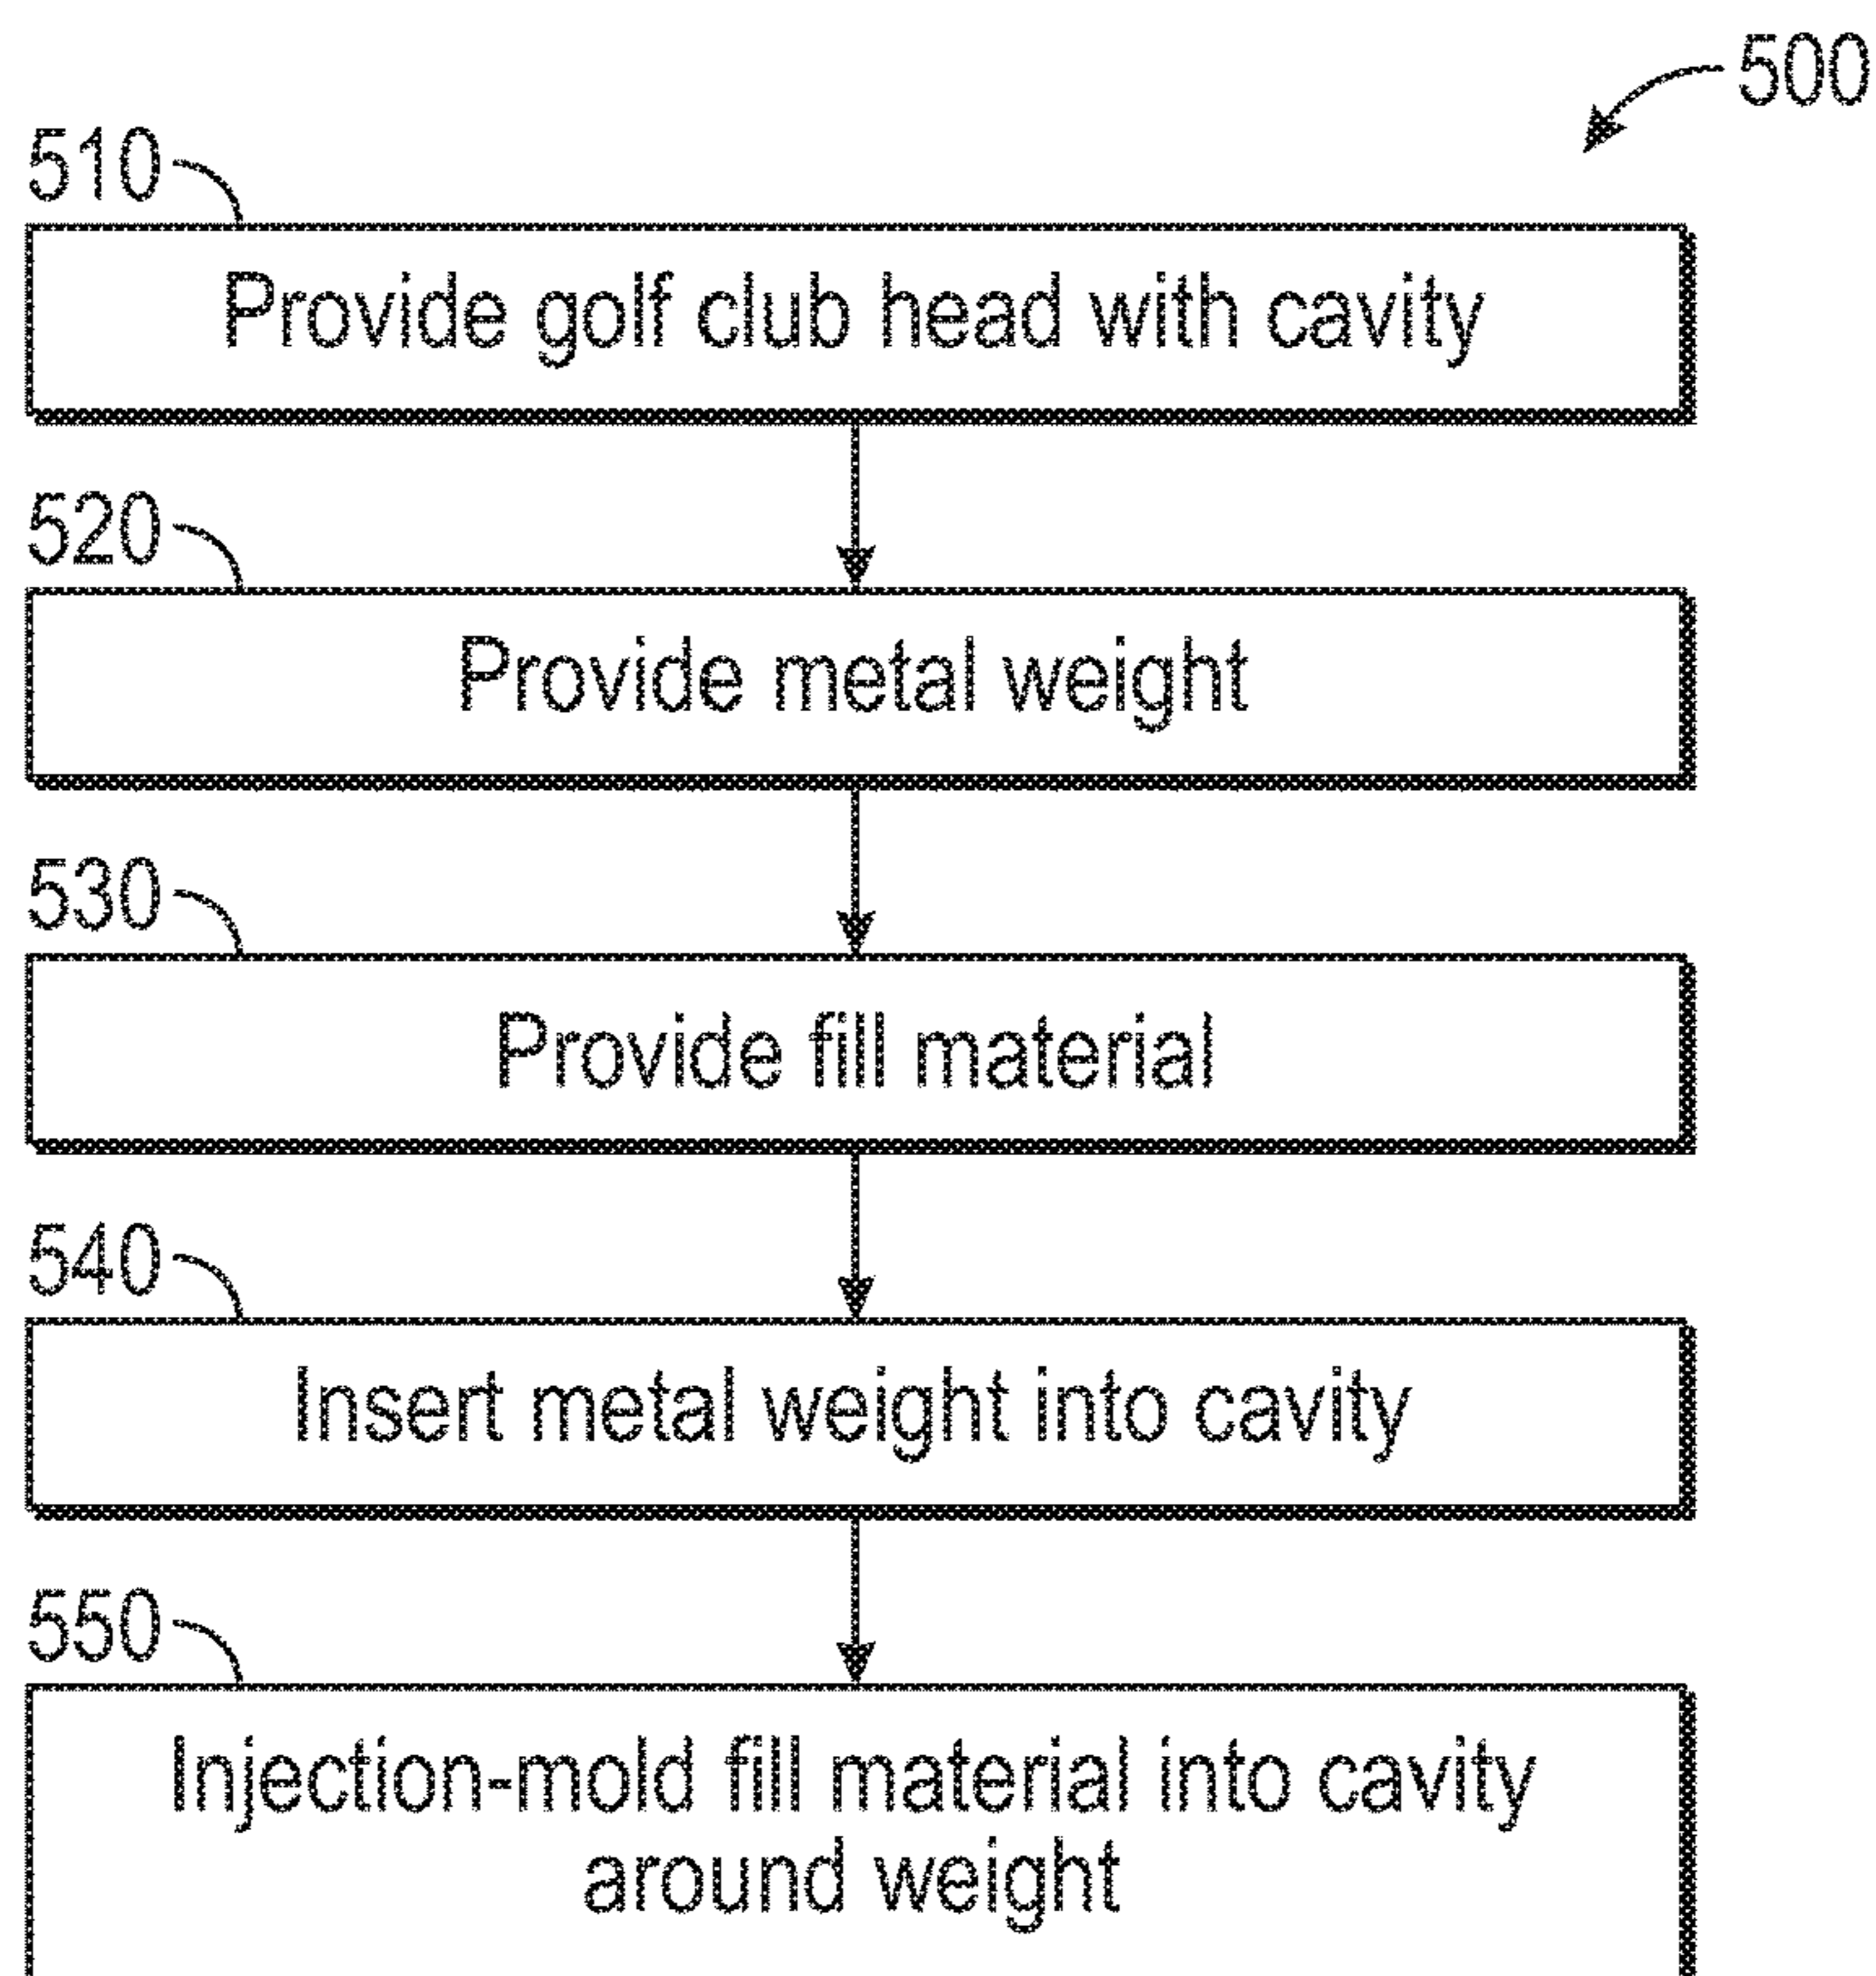 500
510
Provide golf club head with cavity
520
Provide metal weight
530
Provide fill material
540
Insert metal weight into cavity
550
Injection-mold fill material into cavity
around weight